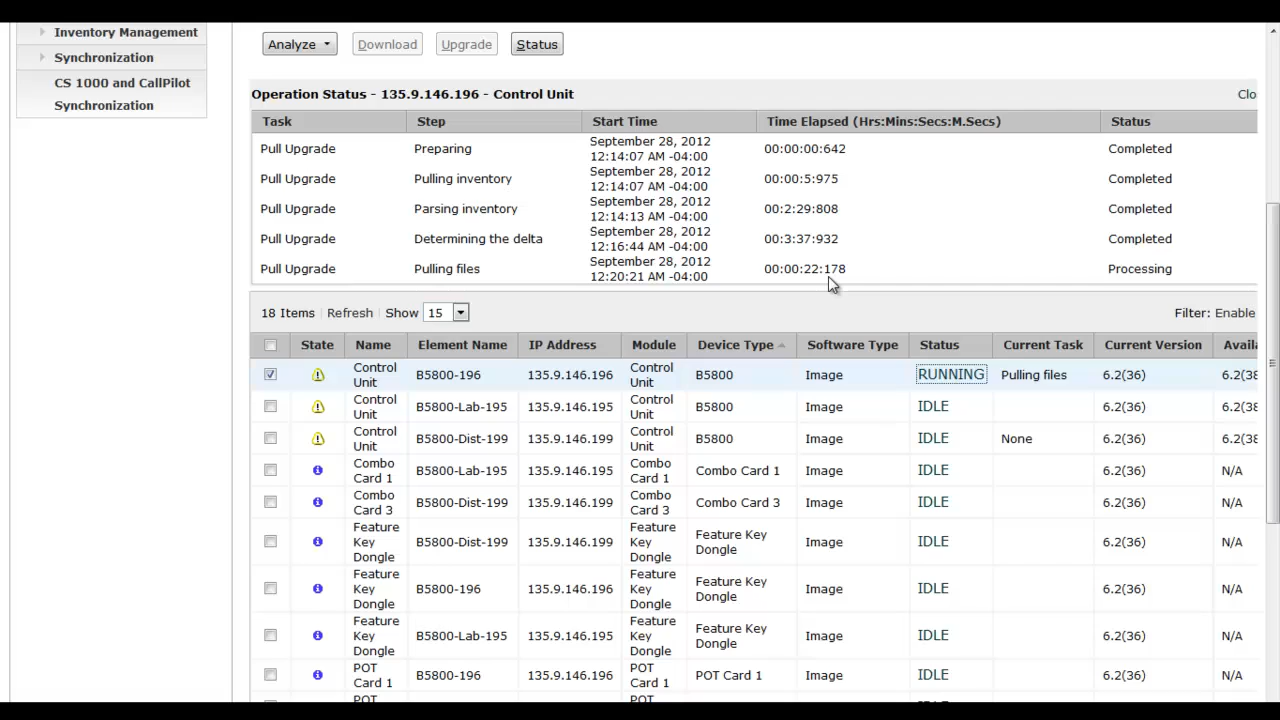 Inventory Management
Synchronization
CS 1000 and CallPilot
Synchronization
Analyze Download Upgrade Status
Operation Status - 135.9.146.196 - Control Unit Clo
Task Step Start Time Time Elapsed (Hrs:Mins:Secs:M.Secs) Status
Pull Upgrade Preparing September 28, 2012 12:14:07 AM -04:00 00:00:00:642 Completed
Pull Upgrade Pulling inventory September 28, 2012 12:14:07 AM -04:00 00:00:5:975 Completed
Pull Upgrade Parsing inventory September 28, 2012 12:14:13 AM -04:00 00:2:29:808 Completed
Pull Upgrade Determining the delta September 28, 2012 12:16:44 AM -04:00 00:3:37:932 Completed
Pull Upgrade Pulling files September 28, 2012 12:20:21 AM -04:00 00:00:22:178 Processing
18 Items Refresh Show 15 Filter: Enable
State Name Element Name IP Address Module Device Type Software Type Status Current Task Current Version Availa
Control Unit B5800-196 135.9.146.196 Control Unit B5800 Image RUNNING Pulling files 6.2(36) 6.2(38
Control Unit B5800-Lab-195 135.9.146.195 Control Unit B5800 Image IDLE 6.2(36) 6.2(38
Control Unit B5800-Dist-199 135.9.146.199 Control Unit B5800 Image IDLE None 6.2(36) 6.2(38
Combo Card 1 B5800-Lab-195 135.9.146.195 Combo Card 1 Combo Card 1 Image IDLE 6.2(36) N/A
Combo Card 3 B5800-Dist-199 135.9.146.199 Combo Card 3 Combo Card 3 Image IDLE 6.2(36) N/A
Feature Key Dongle B5800-Dist-199 135.9.146.199 Feature Key Dongle Feature Key Dongle Image IDLE 6.2(36) N/A
Feature Key Dongle B5800-196 135.9.146.196 Feature Key Dongle Feature Key Dongle Image IDLE 6.2(36) N/A
Feature Key Dongle B5800-Lab-195 135.9.146.195 Feature Key Dongle Feature Key Dongle Image IDLE 6.2(36) N/A
POT Card 1 B5800-196 135.9.146.196 POT Card 1 POT Card 1 Image IDLE 6.2(36) N/A